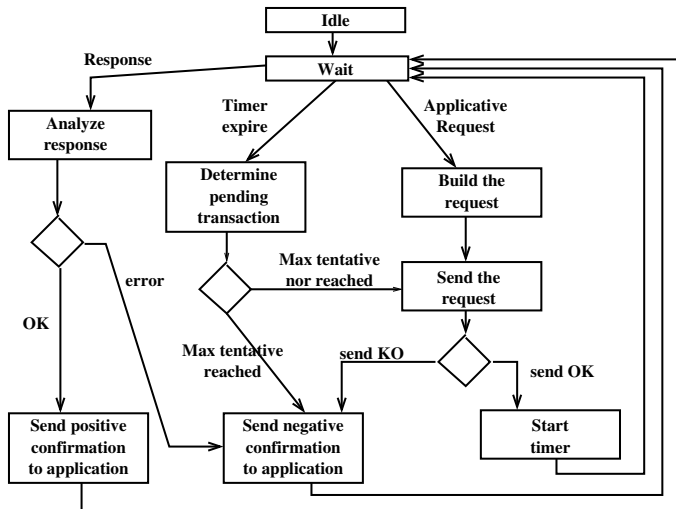 Idle
Wait
Response
Timer
expire
Applicative
Request
Analyze
response
Determine
pending
transaction
Build the
request
Max tentative
nor reached
Send the
request
error
OK
Max tentative
reached
send KO
send OK
Send positive
confirmation
to application
Send negative
confirmation
to application
Start
timer